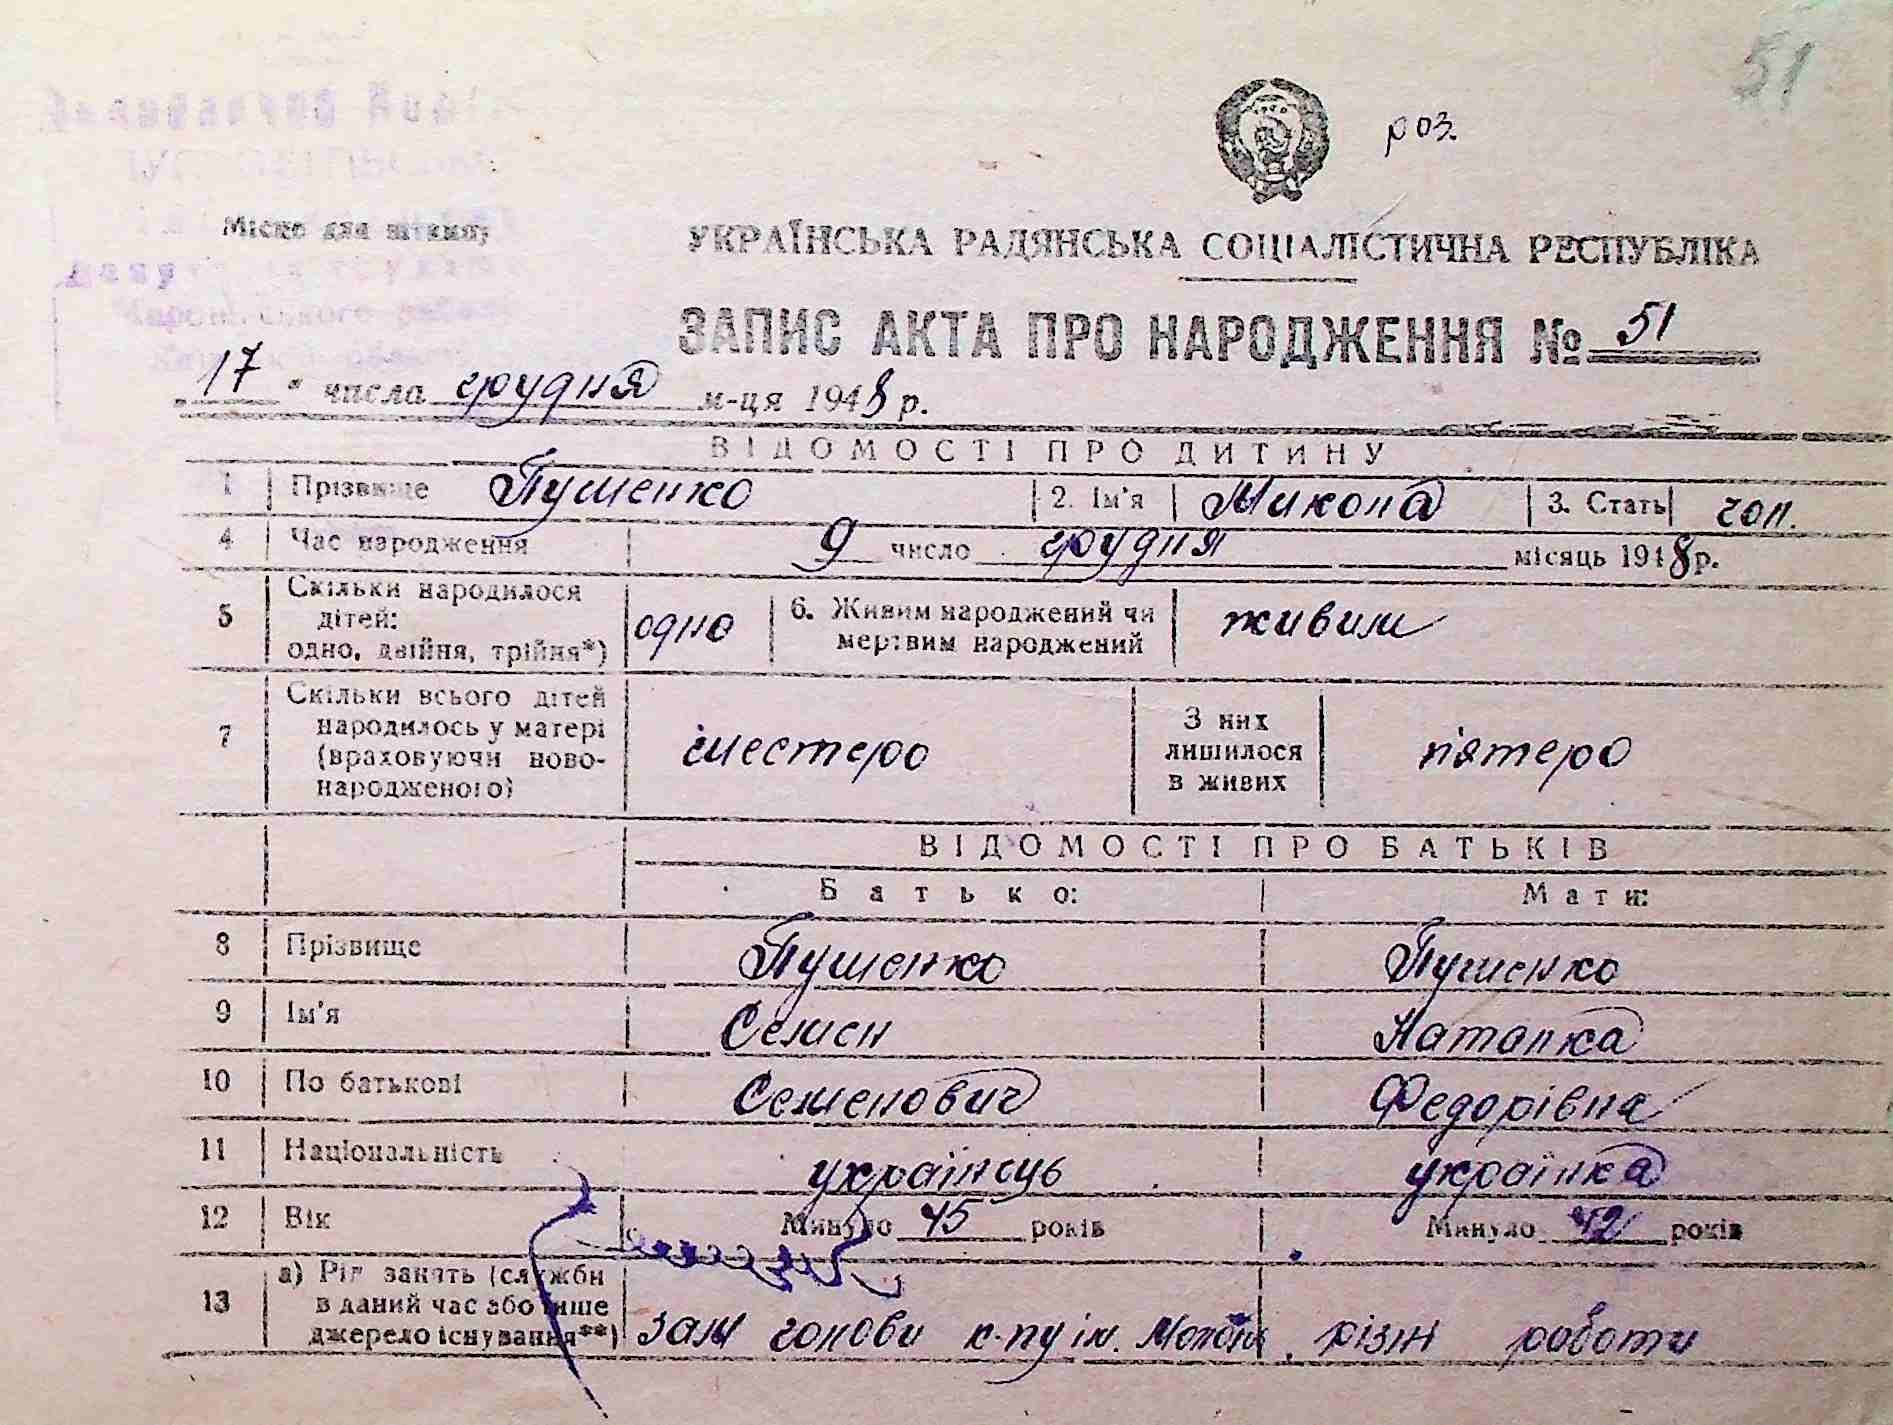 51
роз.
Місце для штампу
УКРАЇНСЬКА РАДЯНСЬКА СОЦІАЛІСТИЧНА РЕСПУБЛІКА
ЗАПИС АКТА ПРО НАРОДЖЕННЯ № 51
17 " числа грудня м-ця 1948 р.
ВІДОМОСТІ ПРО ДИТИНУ
1 Прізвище Пушенко 2. Ім'я Микола 3. Стать чол.
4 Час народження 9 число грудня місяць 1948 р.
5 Скільки народилося дітей: одно, двійня, трійня*) одно 6. Живим народжений чи мертвим народжений живим
7 Скільки всього дітей народилось у матері (враховуючи новонародженого) шестеро З них лишилося в живих п'ятеро
ВІДОМОСТІ ПРО БАТЬКІВ
Батько: Мати:
8 Прізвище Пушенко Пушенко
9 Ім'я Семен Наталка
10 По батькові Семенович Федорівна
11 Національність українець українка
12 Вік Минуло 45 років Минуло 42 років
13 а) Рід занять (служби в даний час або інше джерело існування**) зам голови к-пу ім. різні роботи